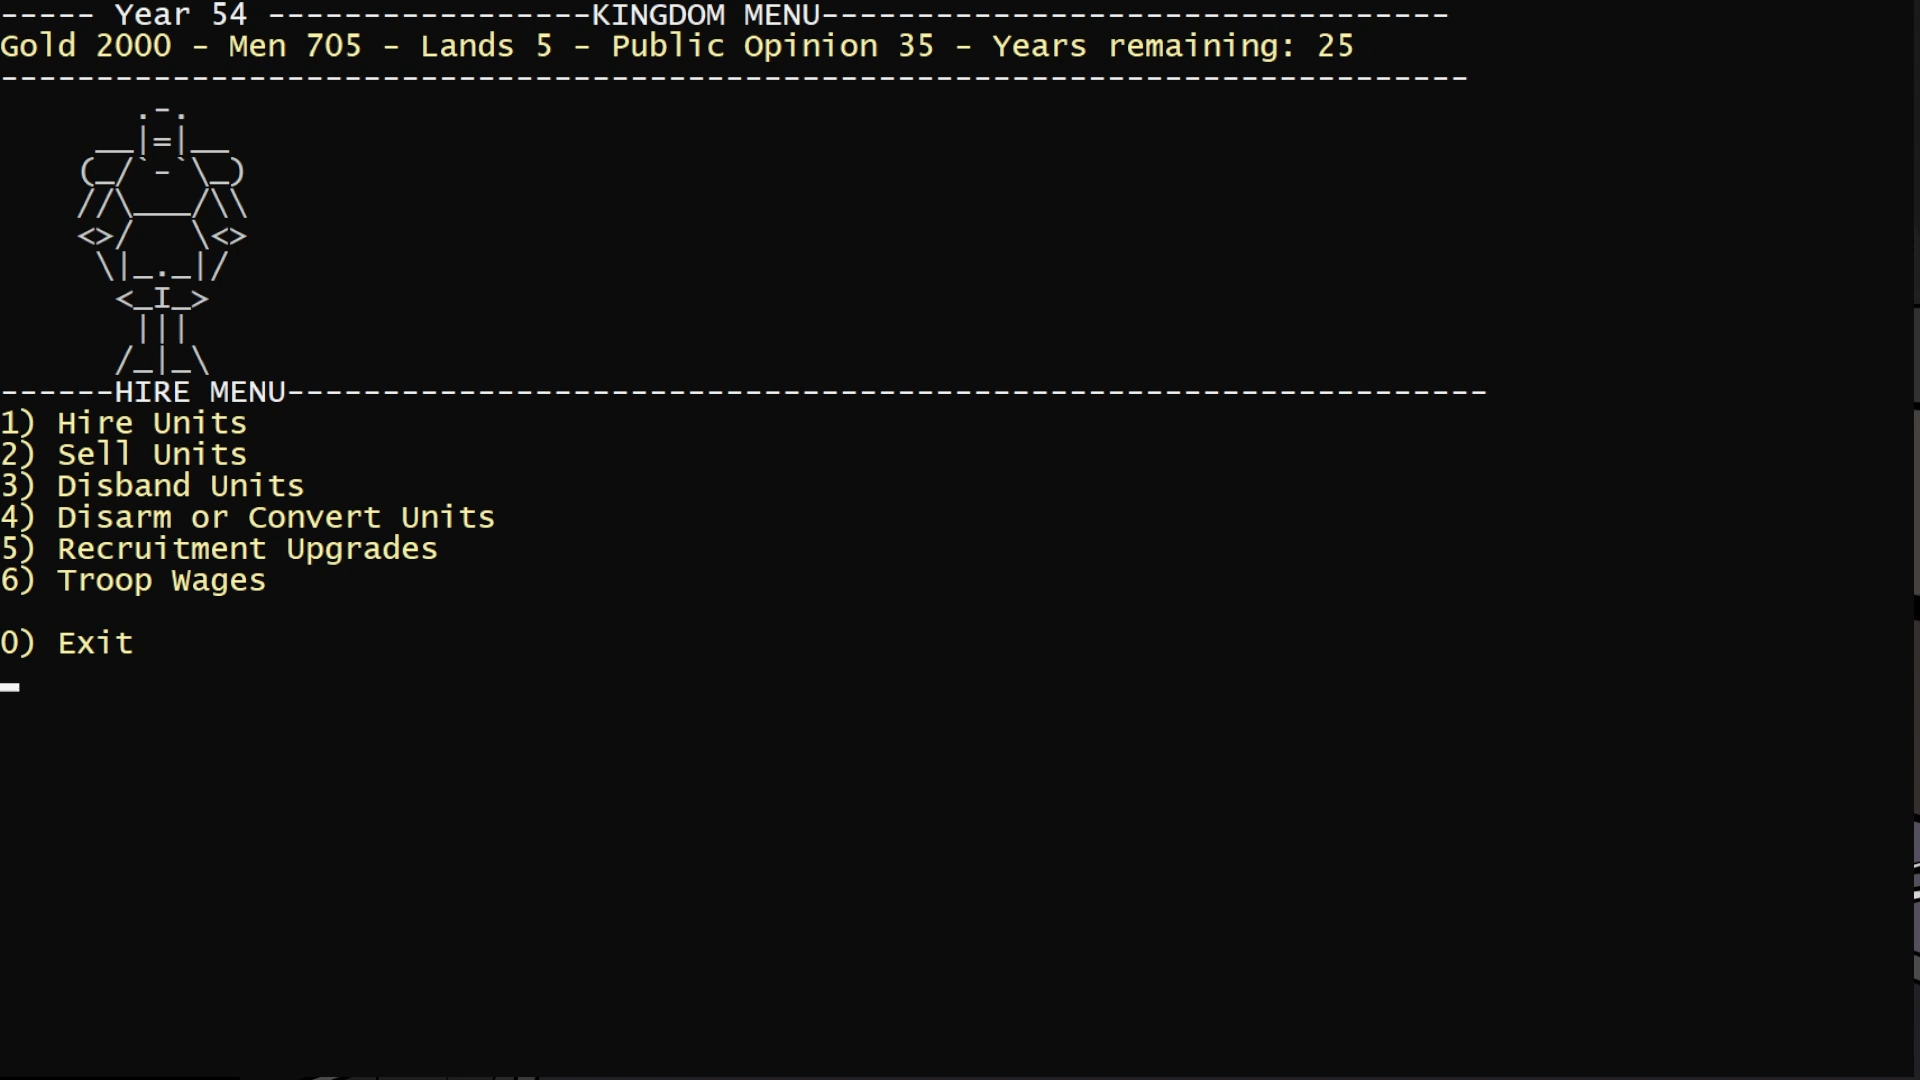 ----- Year 54 -----------------KINGDOM MENU---------------------------------
Gold 2000 - Men 705 - Lands 5 - Public Opinion 35 - Years remaining: 25
-----------------------------------------------------------------------------
------HIRE MENU---------------------------------------------------------------
1) Hire Units
2) Sell Units
3) Disband Units
4) Disarm or Convert Units
5) Recruitment Upgrades
6) Troop Wages
0) Exit